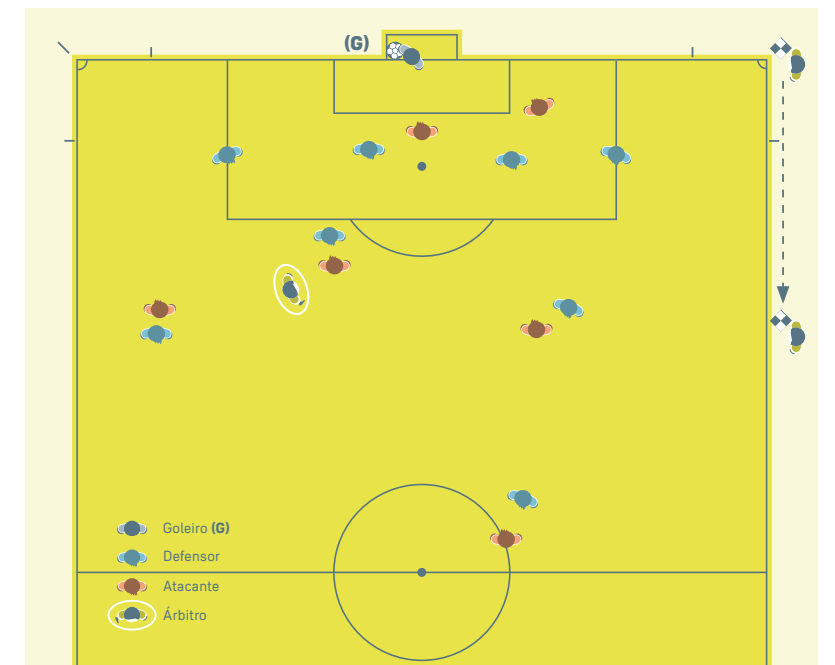 (G)
Goleiro (G)
Defensor
Atacante
Árbitro